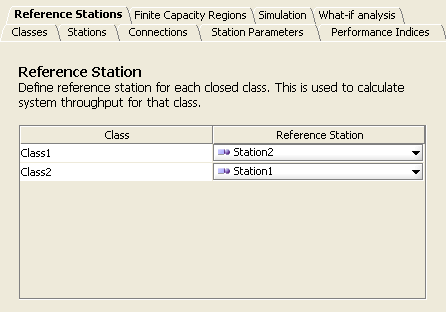 Reference Stations Finite Capacity Regions Simulation What-if analysis
Classes Stations Connections Station Parameters Performance Indices
Reference Station
Define reference station for each closed class. This is used to calculate
system throughput for that class.
Class Reference Station
Class1 Station2
Class2 Station1